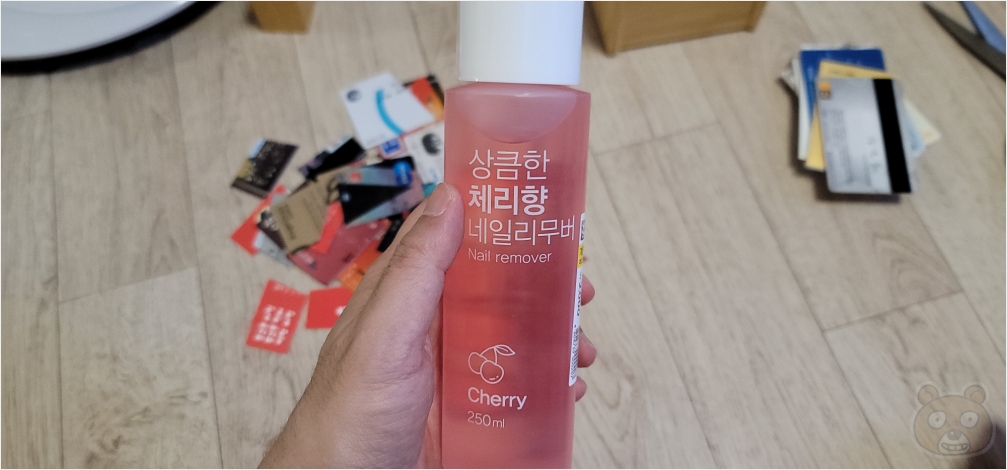 상큼한
체리향
네일리무버
Nail remover
Cherry
250ml